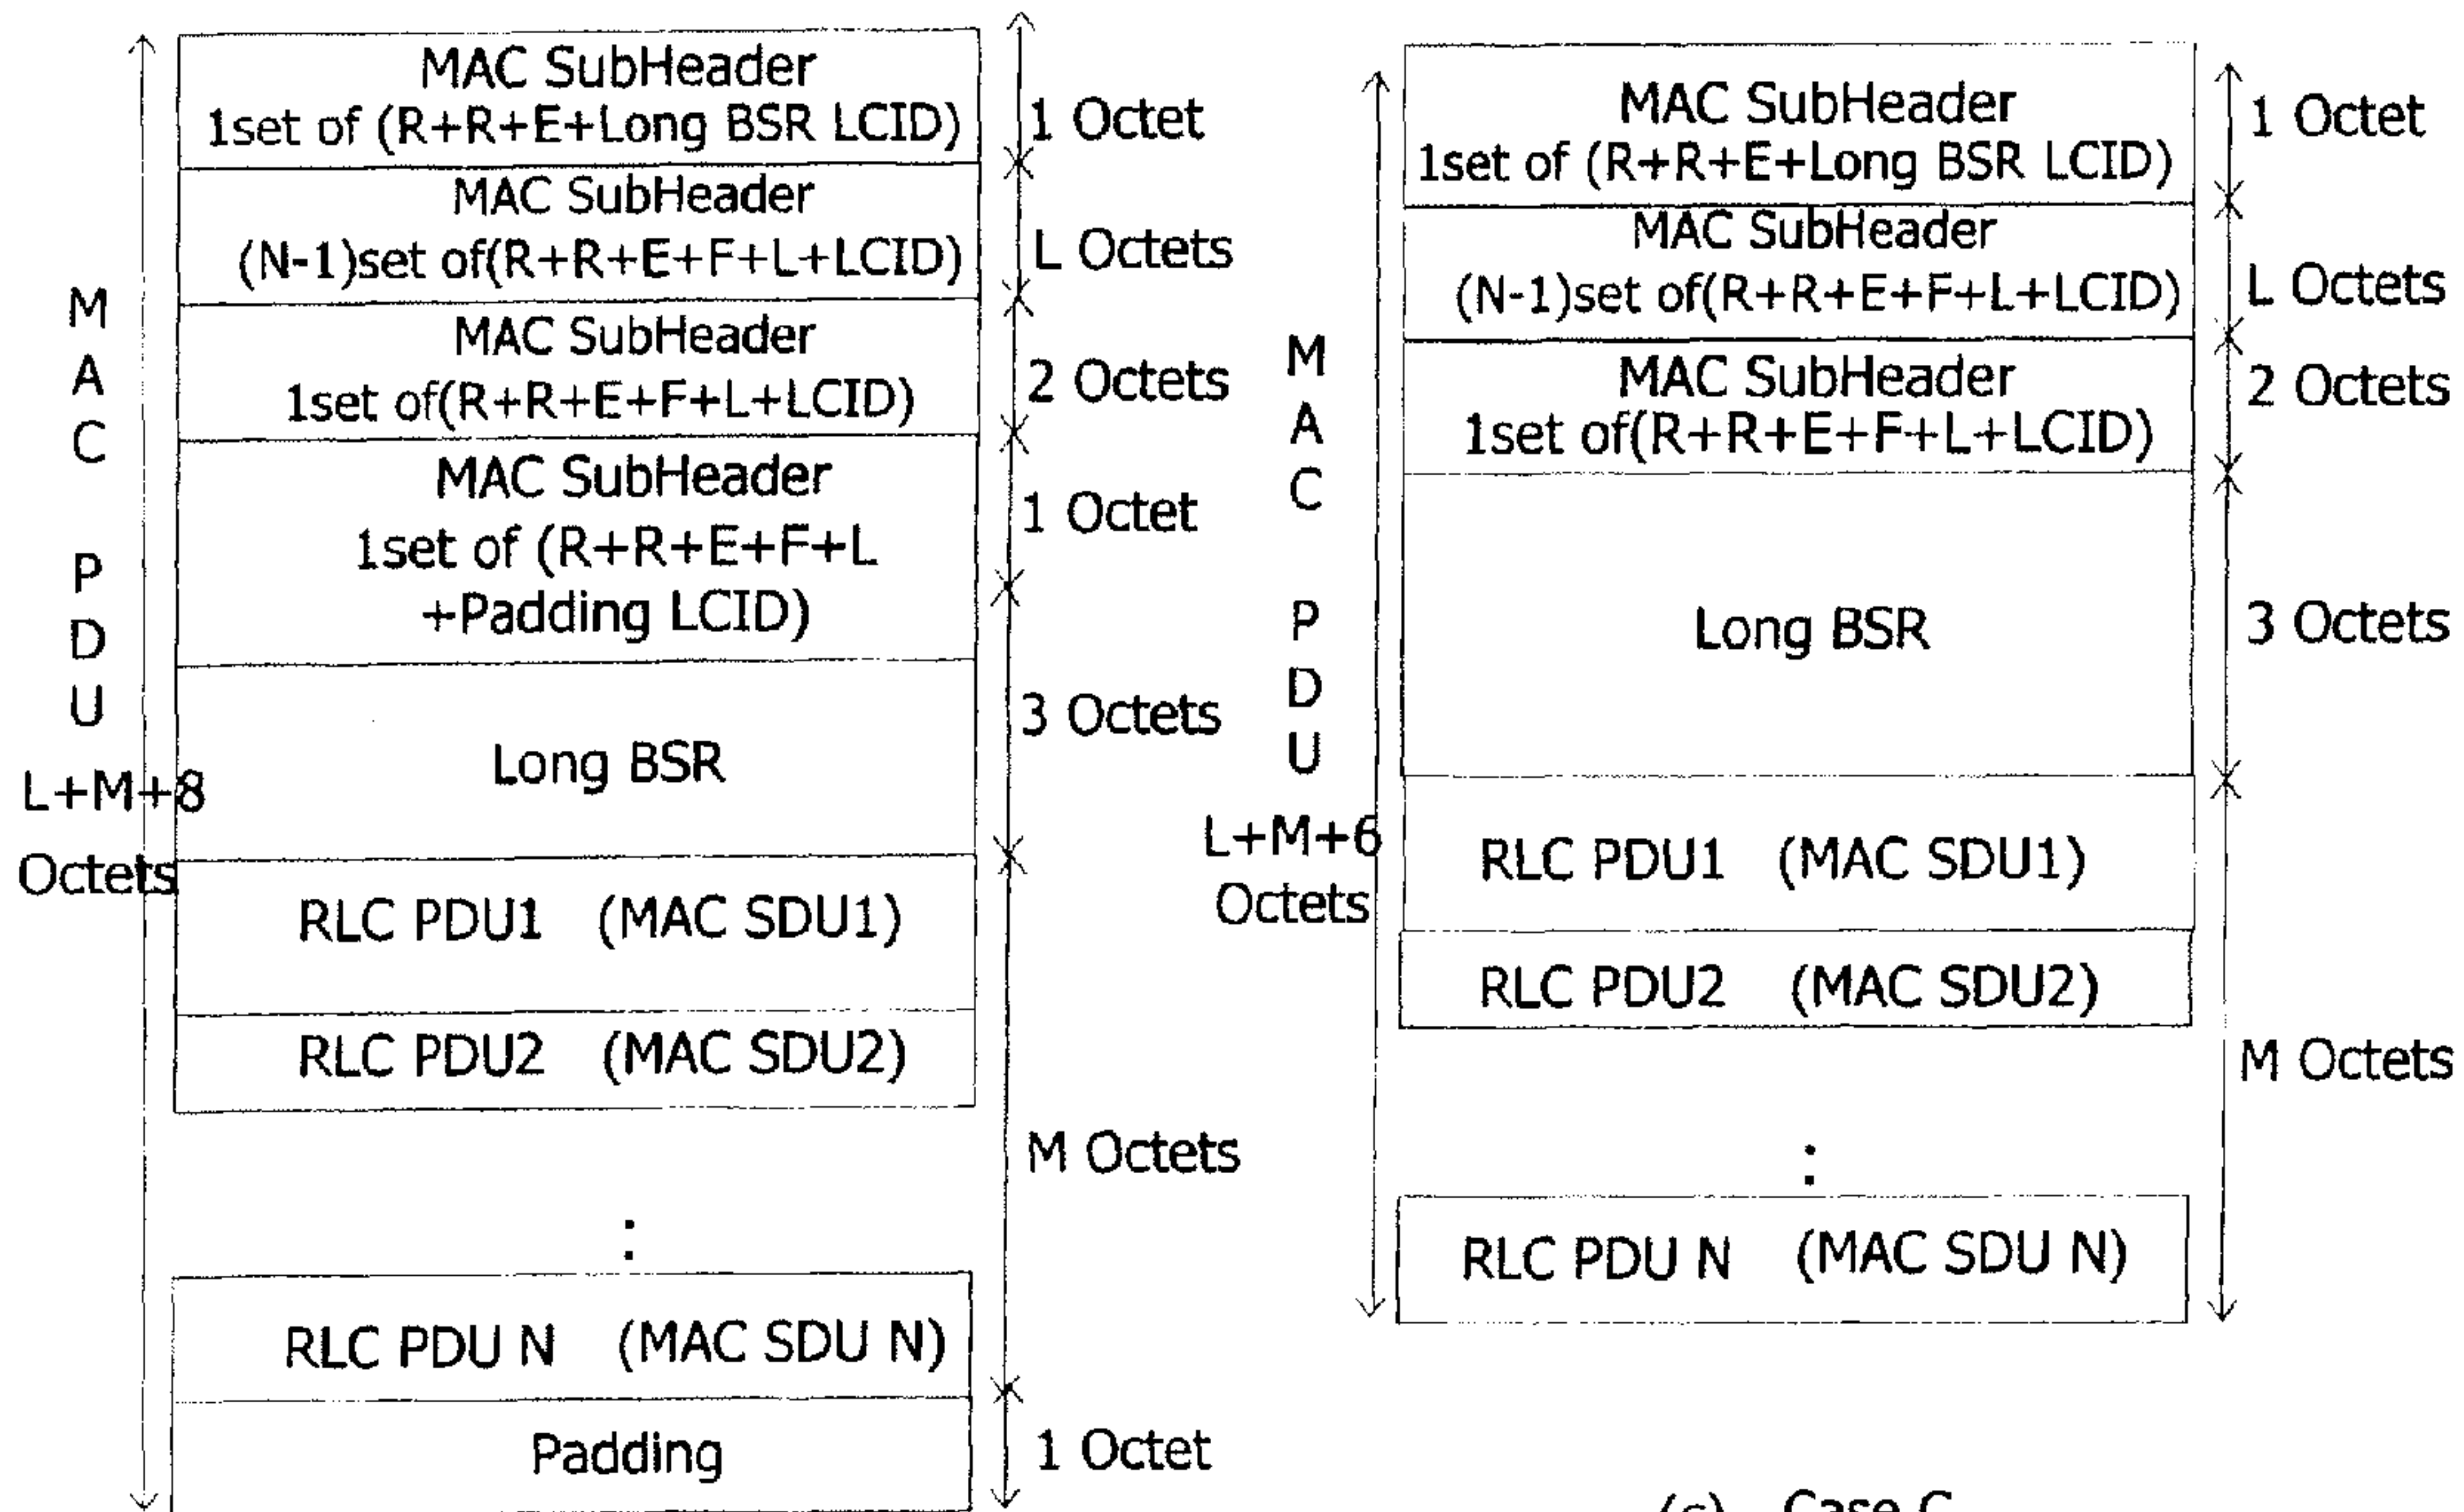 MAC SubHeader
1set of (R+R+E+Long BSR LCID)
1 Octet
MAC SubHeader
(N-1)set of(R+R+E+F+L+LCID)
L Octets
MAC SubHeader
1set of(R+R+E+F+L+LCID)
2 Octets
MAC SubHeader
1set of (R+R+E+F+L
+Padding LCID)
1 Octet
MAC PDU
L+M+8
Octets
Long BSR
3 Octets
RLC PDU1 (MAC SDU1)
RLC PDU2 (MAC SDU2)
:
M Octets
RLC PDU N (MAC SDU N)
Padding
1 Octet
MAC SubHeader
1set of (R+R+E+Long BSR LCID)
1 Octet
MAC SubHeader
(N-1)set of(R+R+E+F+L+LCID)
L Octets
MAC SubHeader
1set of(R+R+E+F+L+LCID)
2 Octets
MAC PDU
L+M+6
Octets
Long BSR
3 Octets
RLC PDU1 (MAC SDU1)
RLC PDU2 (MAC SDU2)
:
M Octets
RLC PDU N (MAC SDU N)
(c) Case C